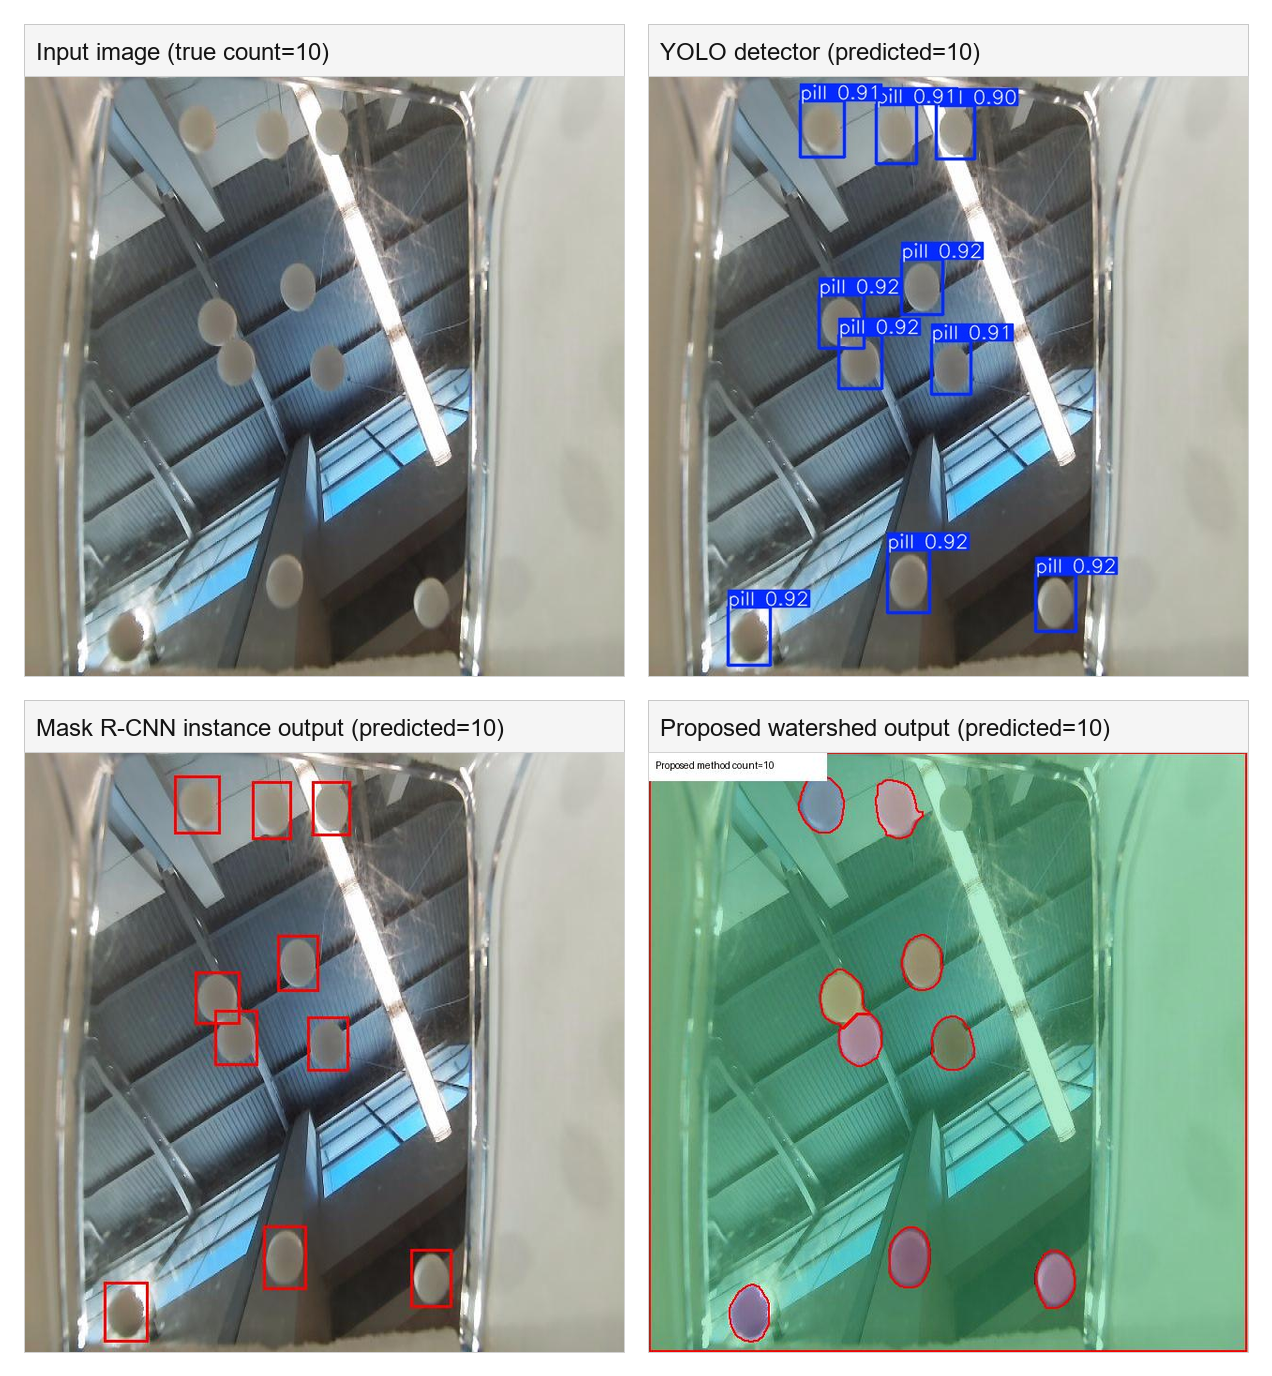 Input image (true count=10)
YOLO detector (predicted=10)
pill 0.91
pill 0.91
l 0.90
pill 0.92
pill 0.92
pill 0.92
pill 0.91
pill 0.92
pill 0.92
pill 0.92
Mask R-CNN instance output (predicted=10)
Proposed watershed output (predicted=10)
Proposed method count=10